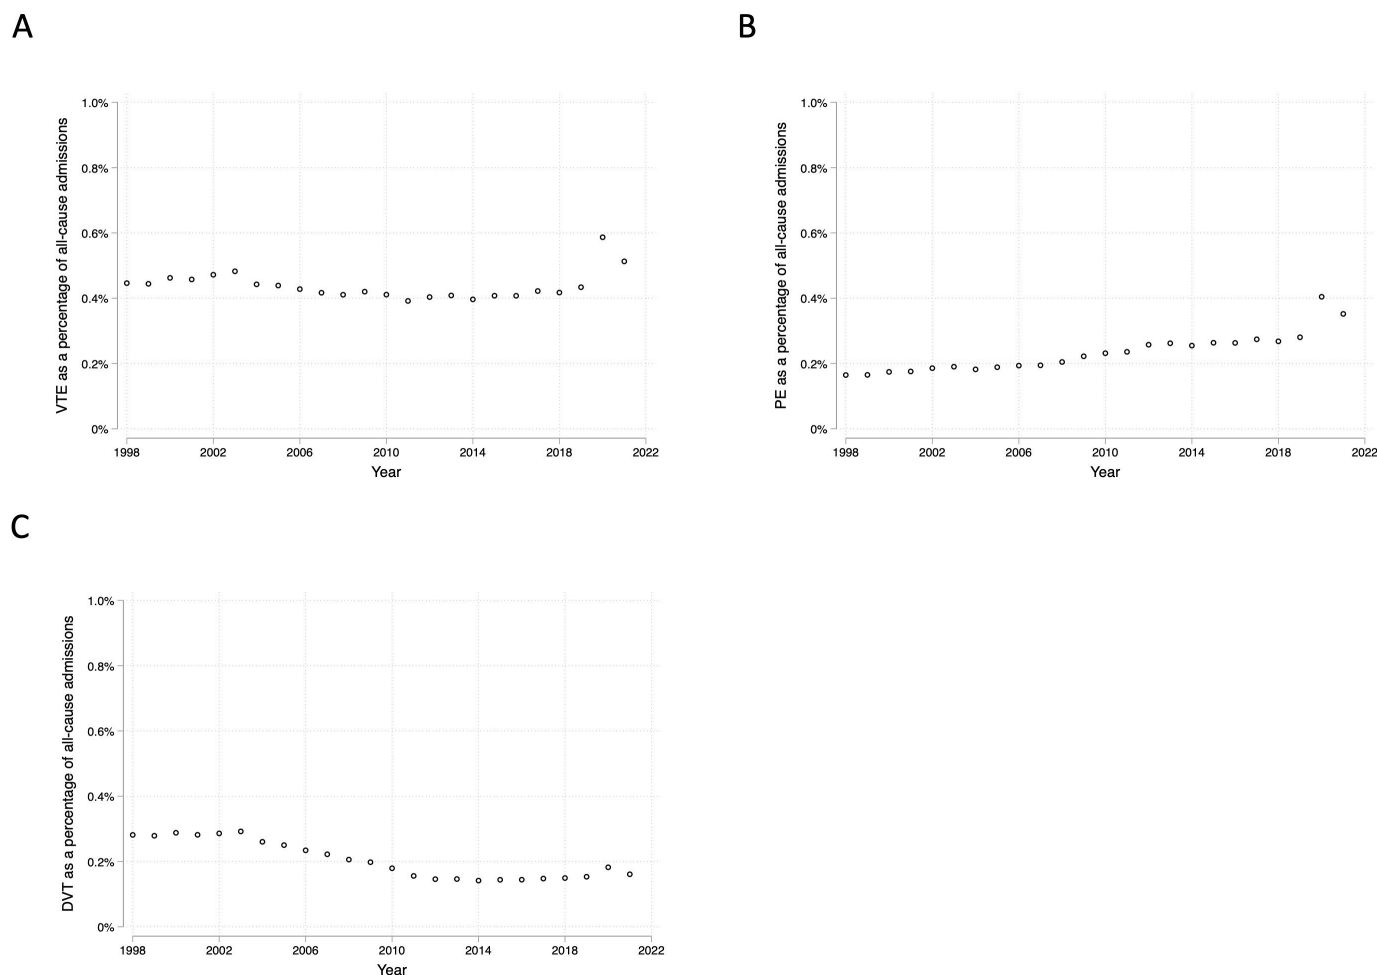 A
VTE as a percentage of all-cause admissions
1.0%
0.8%
0.6%
0.4%
0.2%
0%
1998 2002 2006 2010 2014 2018 2022
Year
B
PE as a percentage of all-cause admissions
1.0%
0.8%
0.6%
0.4%
0.2%
0%
1998 2002 2006 2010 2014 2018 2022
Year
C
DVT as a percentage of all-cause admissions
1.0%
0.8%
0.6%
0.4%
0.2%
0%
1998 2002 2006 2010 2014 2018 2022
Year